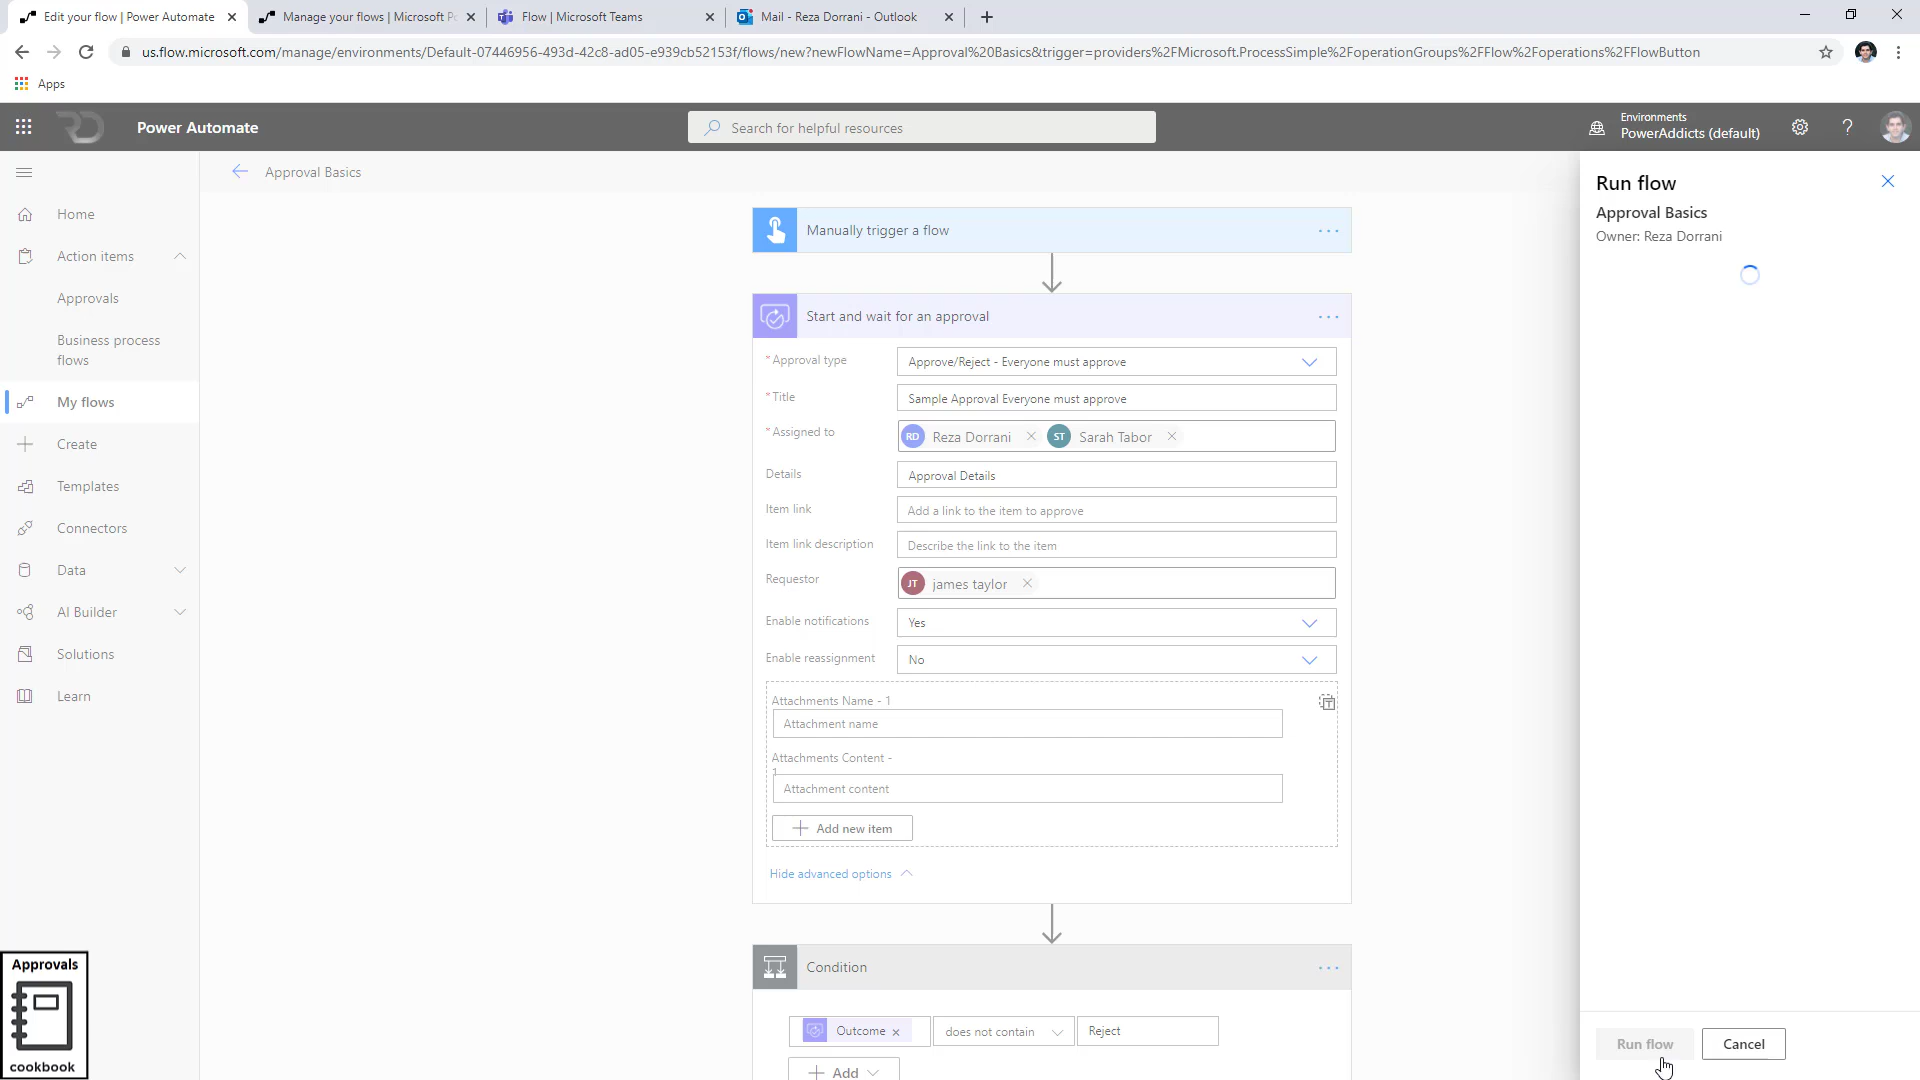 Edit your flow | Power Automate
Manage your flows | Microsoft Po
Flow | Microsoft Teams
Mail - Reza Dorrani - Outlook
us.flow.microsoft.com/manage/environments/Default-07446956-493d-42c8-ad05-e939cb52153f/flows/new?newFlowName=Approval%20Basics&trigger=providers%2FMicrosoft.ProcessSimple%2FoperationGroups%2FFlow%2Foperations%2FFlowButton
Apps
RD
Power Automate
Search for helpful resources
Environments
PowerAddicts (default)
?
Home
Action items
Approvals
Business process
flows
My flows
Create
Templates
Connectors
Data
AI Builder
Solutions
Learn
Approval Basics
Manually trigger a flow
Start and wait for an approval
* Approval type
Approve/Reject - Everyone must approve
* Title
Sample Approval Everyone must approve
* Assigned to
RD Reza Dorrani
ST Sarah Tabor
Details
Approval Details
Item link
Add a link to the item to approve
Item link description
Describe the link to the item
Requestor
JT james taylor
Enable notifications
Yes
Enable reassignment
No
Attachments Name - 1
Attachment name
Attachments Content -
1
Attachment content
Add new item
Hide advanced options
Condition
Outcome
does not contain
Reject
Add
Run flow
Approval Basics
Owner: Reza Dorrani
Run flow
Cancel
Approvals
cookbook